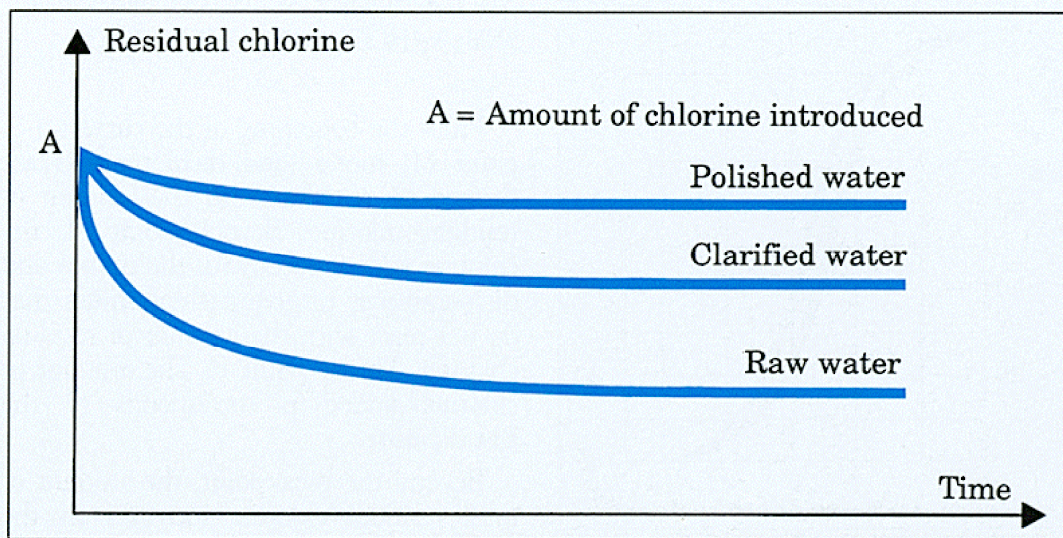 Residual chlorine
A = Amount of chlorine introduced
A
Polished water
Clarified water
Raw water
Time